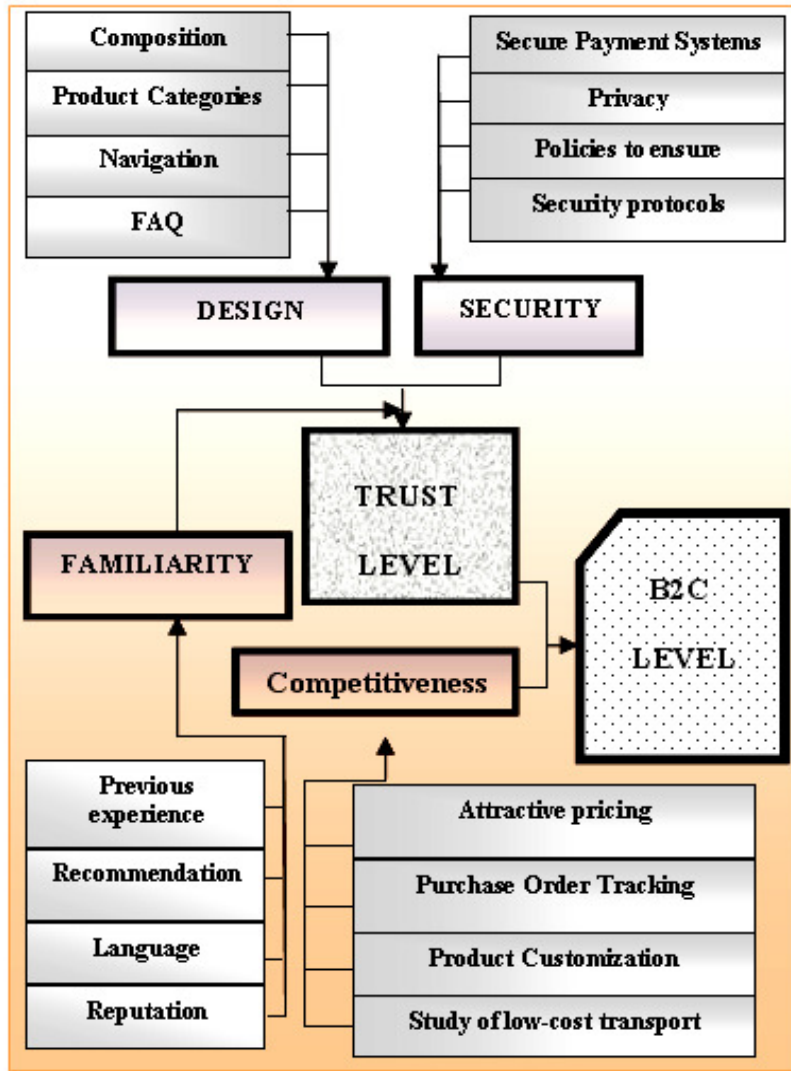 Composition
Product Categories
Navigation
FAQ
Secure Payment Systems
Privacy
Policies to ensure
Security protocols
DESIGN
SECURITY
TRUST
LEVEL
FAMILIARITY
B2C
LEVEL
Competitiveness
Previous
experience
Recommendation
Language
Reputation
Attractive pricing
Purchase Order Tracking
Product Customization
Study of low-cost transport